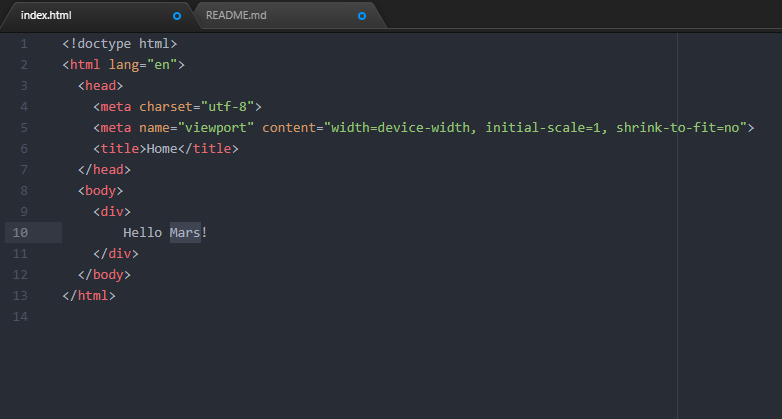 index.html
README.md
1 <!doctype html>
2 <html lang="en">
3   <head>
4     <meta charset="utf-8">
5     <meta name="viewport" content="width=device-width, initial-scale=1, shrink-to-fit=no">
6     <title>Home</title>
7   </head>
8   <body>
9     <div>
10         Hello Mars!
11     </div>
12   </body>
13 </html>
14